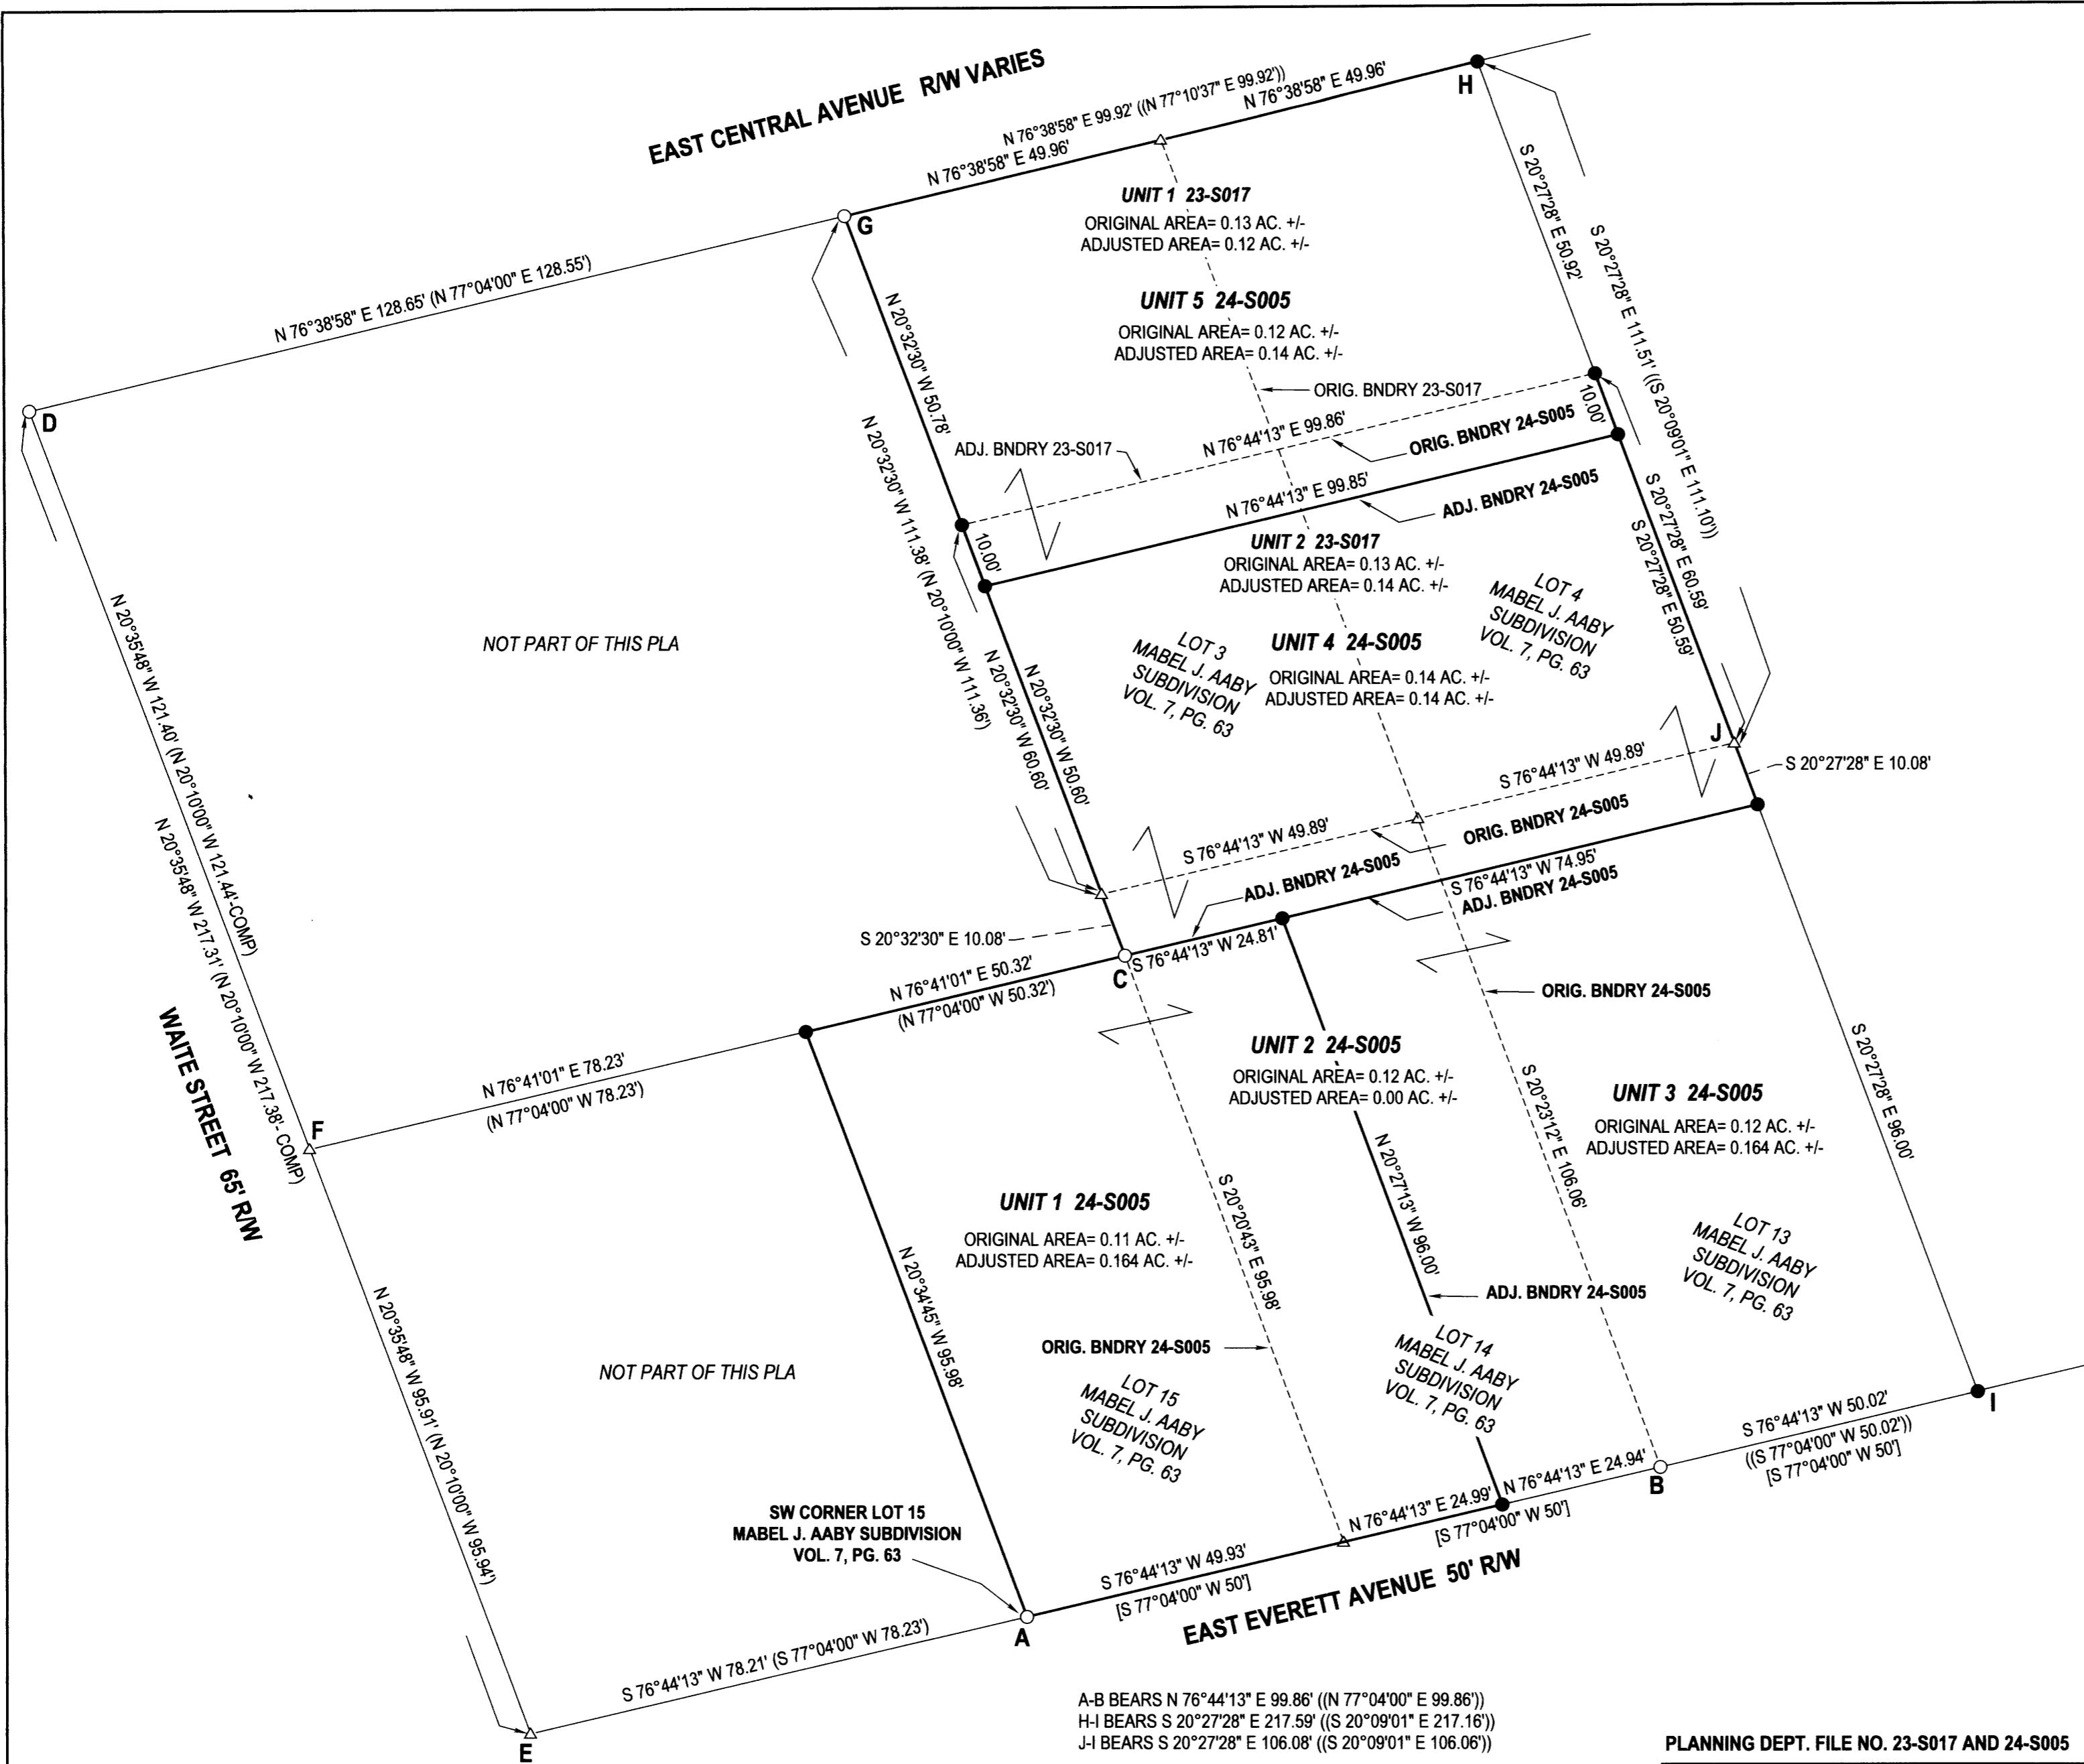 EAST CENTRAL AVENUE R/W VARIES
N 76°38'58" E 99.92' ((N 77°10'37" E 99.92'))
N 76°38'58" E 49.96'
N 76°38'58" E 49.96'
H
G
N 76°38'58" E 128.65' (N 77°04'00" E 128.55')
D
UNIT 1 23-S017
ORIGINAL AREA= 0.13 AC. +/-
ADJUSTED AREA= 0.12 AC. +/-
UNIT 5 24-S005
ORIGINAL AREA= 0.12 AC. +/-
ADJUSTED AREA= 0.14 AC. +/-
ORIG. BNDRY 23-S017
S 20°27'28" E 50.92'
S 20°27'28" E 111.51' ((S 20°09'01" E 111.10'))
N 20°32'30" W 50.78'
N 20°32'30" W 111.38' (N 20°10'00" W 111.36')
ADJ. BNDRY 23-S017
N 76°44'13" E 99.86'
ORIG. BNDRY 24-S005
10.00'
N 76°44'13" E 99.85'
ADJ. BNDRY 24-S005
10.00'
UNIT 2 23-S017
ORIGINAL AREA= 0.13 AC. +/-
ADJUSTED AREA= 0.14 AC. +/-
S 20°27'28" E 60.59'
S 20°27'28" E 50.59'
LOT 4
MABEL J. AABY
SUBDIVISION
VOL. 7, PG. 63
LOT 3
MABEL J. AABY
SUBDIVISION
VOL. 7, PG. 63
UNIT 4 24-S005
ORIGINAL AREA= 0.14 AC. +/-
ADJUSTED AREA= 0.14 AC. +/-
NOT PART OF THIS PLA
N 20°32'30" W 60.60'
N 20°32'30" W 50.60'
N 20°35'48" W 121.40' (N 20°10'00" W 121.44'-COMP)
N 20°35'48" W 217.31' (N 20°10'00" W 217.38'- COMP)
J
S 76°44'13" W 49.89'
S 20°27'28" E 10.08'
S 76°44'13" W 49.89'
ORIG. BNDRY 24-S005
ADJ. BNDRY 24-S005
S 76°44'13" W 74.95'
ADJ. BNDRY 24-S005
S 20°32'30" E 10.08'
S 76°44'13" W 24.81'
C
N 76°41'01" E 50.32'
(N 77°04'00" W 50.32')
ORIG. BNDRY 24-S005
N 76°41'01" E 78.23'
(N 77°04'00" W 78.23')
F
WAITE STREET 65' R/W
UNIT 2 24-S005
ORIGINAL AREA= 0.12 AC. +/-
ADJUSTED AREA= 0.00 AC. +/-
S 20°23'12" E 106.06'
UNIT 3 24-S005
ORIGINAL AREA= 0.12 AC. +/-
ADJUSTED AREA= 0.164 AC. +/-
S 20°27'28" E 96.00'
UNIT 1 24-S005
ORIGINAL AREA= 0.11 AC. +/-
ADJUSTED AREA= 0.164 AC. +/-
N 20°34'45" W 95.98'
S 20°20'43" E 95.98'
N 20°27'13" W 96.00'
ADJ. BNDRY 24-S005
ORIG. BNDRY 24-S005
LOT 13
MABEL J. AABY
SUBDIVISION
VOL. 7, PG. 63
LOT 14
MABEL J. AABY
SUBDIVISION
VOL. 7, PG. 63
LOT 15
MABEL J. AABY
SUBDIVISION
VOL. 7, PG. 63
NOT PART OF THIS PLA
N 20°35'48" W 95.91' (N 20°10'00" W 95.94')
SW CORNER LOT 15
MABEL J. AABY SUBDIVISION
VOL. 7, PG. 63
S 76°44'13" W 50.02'
((S 77°04'00" W 50.02'))
[S 77°04'00" W 50']
I
B
N 76°44'13" E 24.94'
N 76°44'13" E 24.99'
[S 77°04'00" W 50']
S 76°44'13" W 49.93'
[S 77°04'00" W 50']
EAST EVERETT AVENUE 50' R/W
A
S 76°44'13" W 78.21' (S 77°04'00" W 78.23')
E
A-B BEARS N 76°44'13" E 99.86' ((N 77°04'00" E 99.86'))
H-I BEARS S 20°27'28" E 217.59' ((S 20°09'01" E 217.16'))
J-I BEARS S 20°27'28" E 106.08' ((S 20°09'01" E 106.06'))
PLANNING DEPT. FILE NO. 23-S017 AND 24-S005